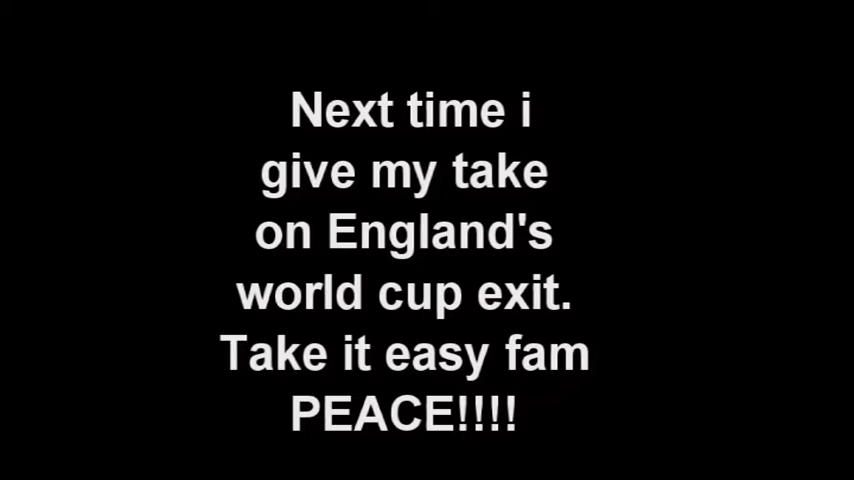 Next time i
give my take
on England's
world cup exit.
Take it easy fam
PEACE!!!!